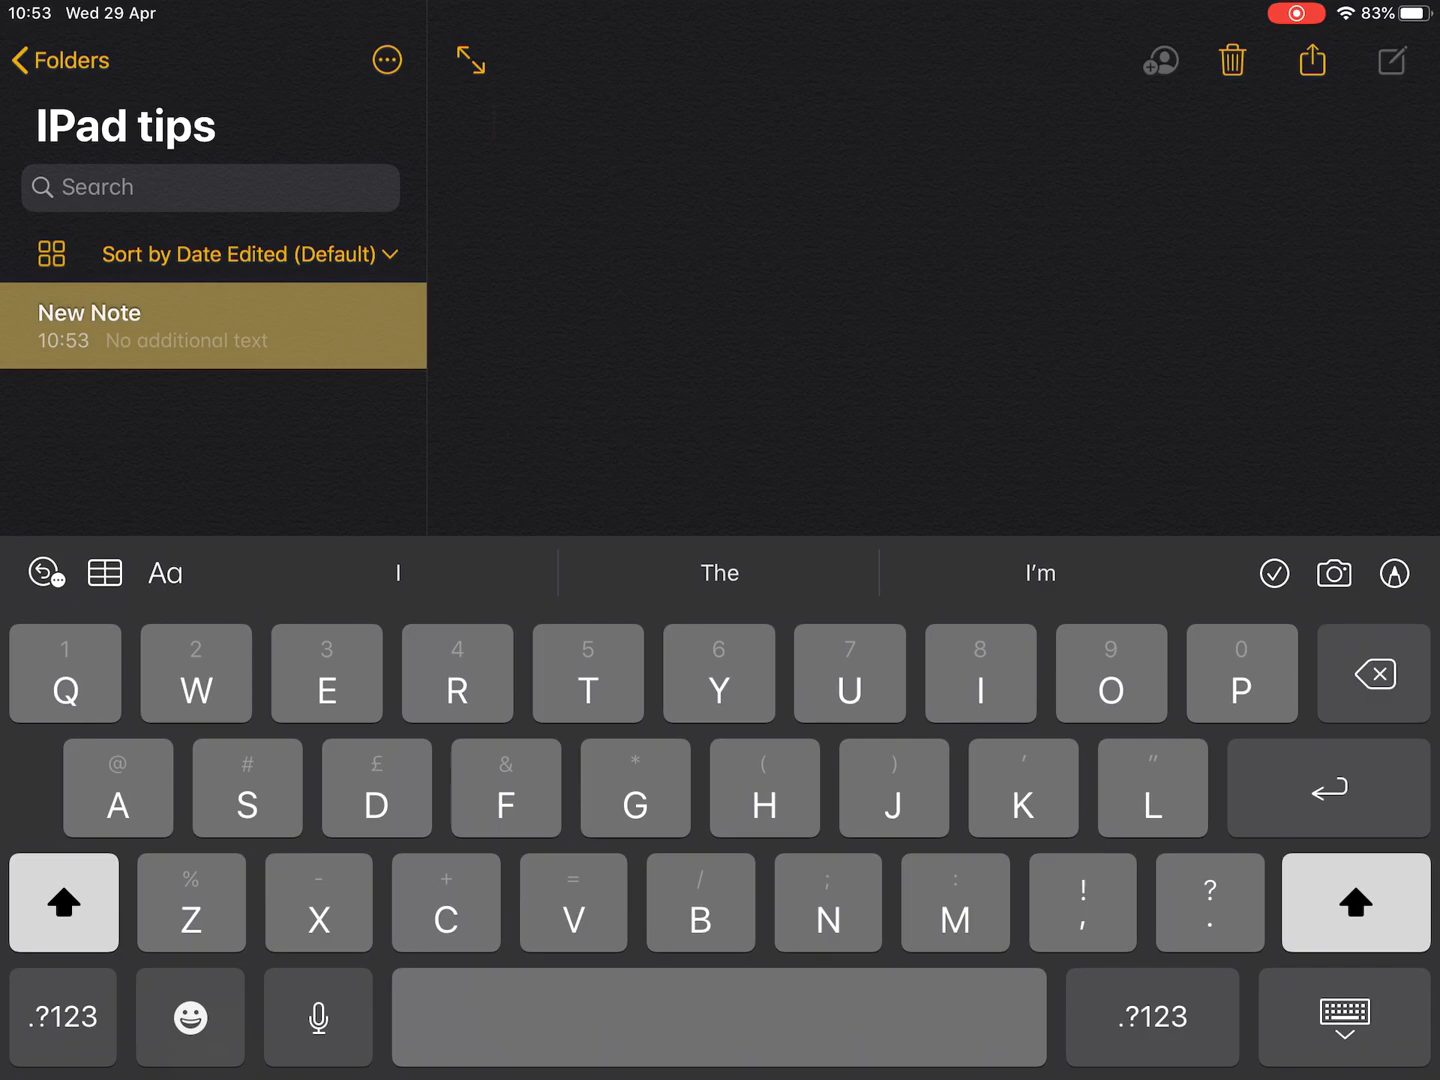 10:53 Wed 29 Apr
83%
Folders
IPad tips
Search
Sort by Date Edited (Default)
New Note
10:53 No additional text
Aa
I
The
I'm
1 2 3 4 5 6 7 8 9 0
Q W E R T Y U I O P
@ # £ & * ( ) ' "
A S D F G H J K L
% - + = / ; : ! ?
Z X C V B N M , .
.?123
.?123